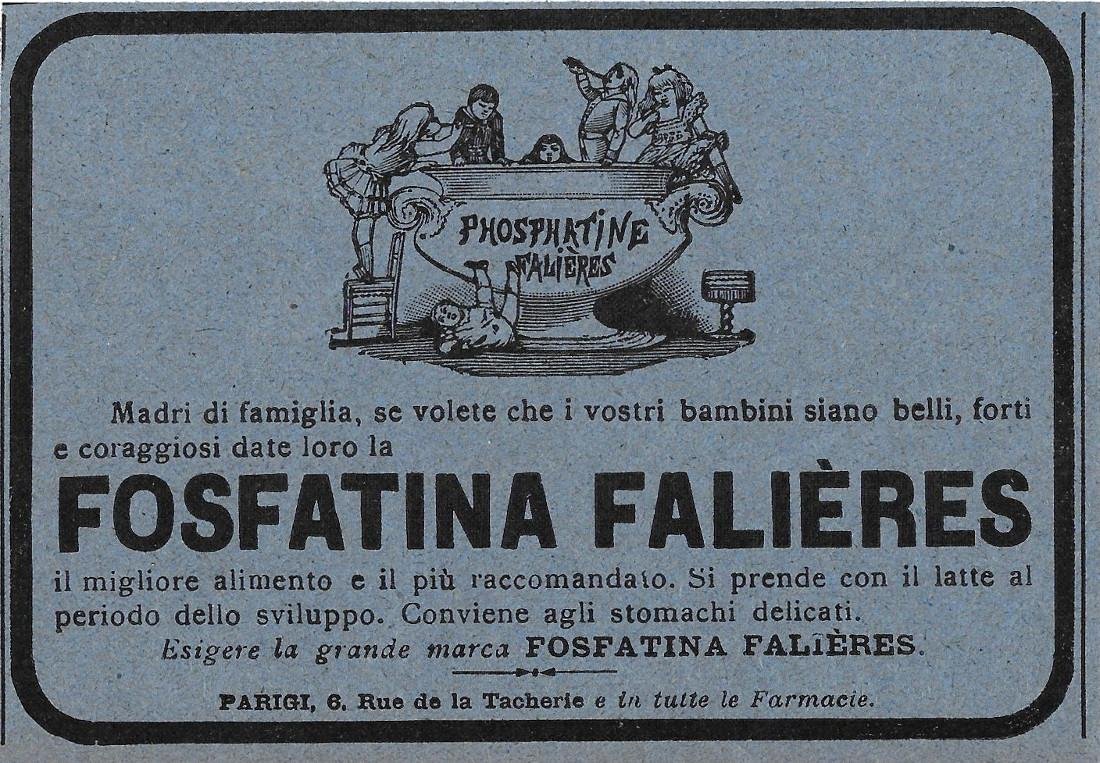 PHOSPHATINE
FALIÈRES
Madri di famiglia, se volete che i vostri bambini siano belli, forti
e coraggiosi date loro la
FOSFATINA FALIÈRES
il migliore alimento e il più raccomandato. Si prende con il latte al
periodo dello sviluppo. Conviene agli stomachi delicati.
Esigere la grande marca FOSFATINA FALIÈRES.
PARIGI, 6. Rue de la Tacherie e in tutte le Farmacie.